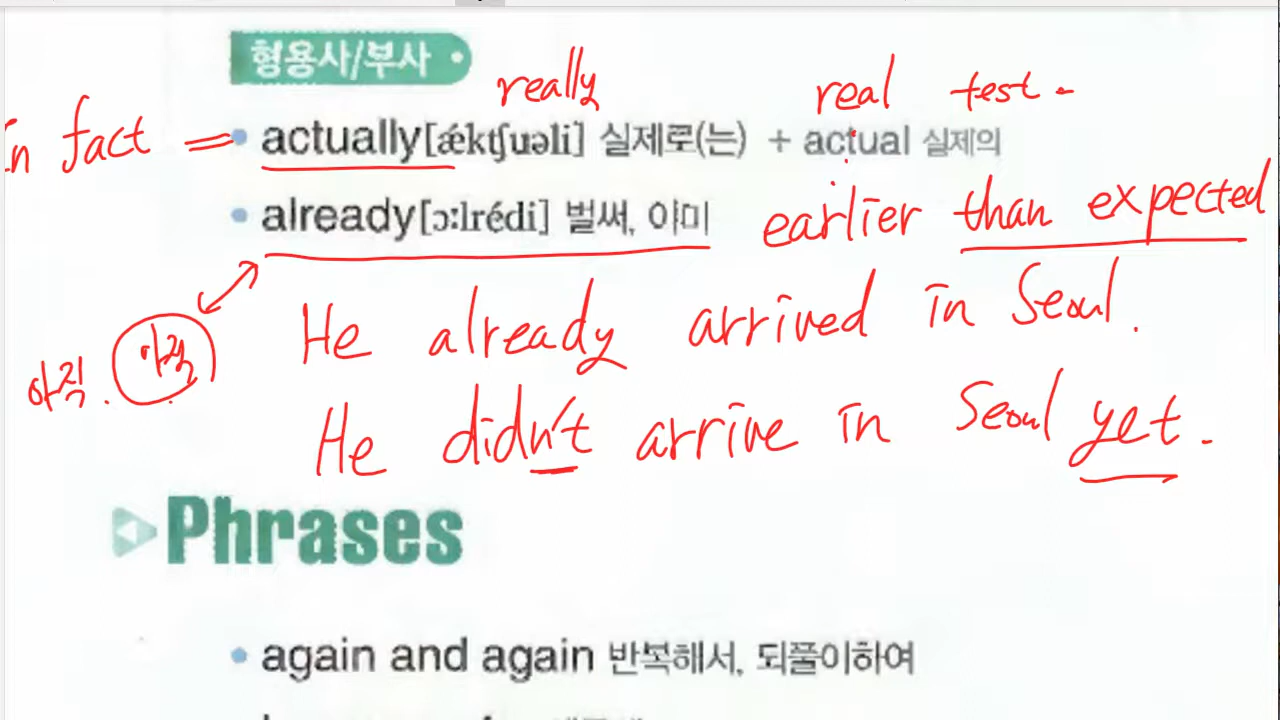 형용사/부사
really real test.
In fact = actually[ǽktʃuəli] 실제로(는) + actual 실제의
already[ɔːlrédi] 벌써, 이미 earlier than expected
He already arrived in Seoul.
아직.
He didn't arrive in Seoul yet.
Phrases
again and again 반복해서, 되풀이하여